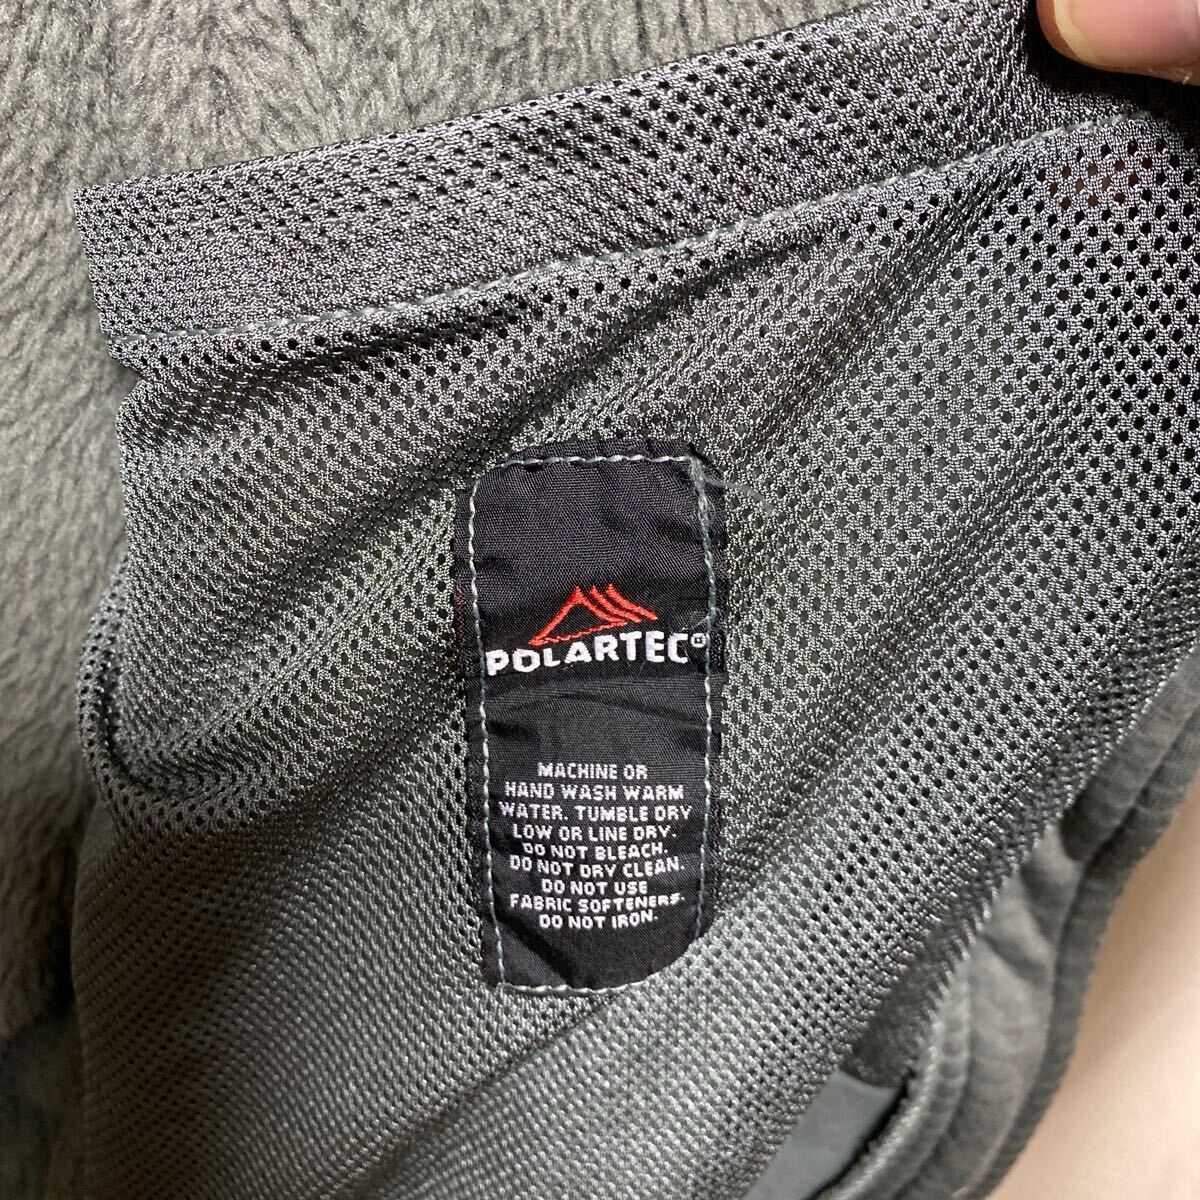 POLARTEC®
MACHINE OR
HAND WASH WARM
WATER. TUMBLE DRY
LOW OR LINE DRY.
DO NOT BLEACH.
DO NOT DRY CLEAN.
DO NOT USE
FABRIC SOFTENERS.
DO NOT IRON.